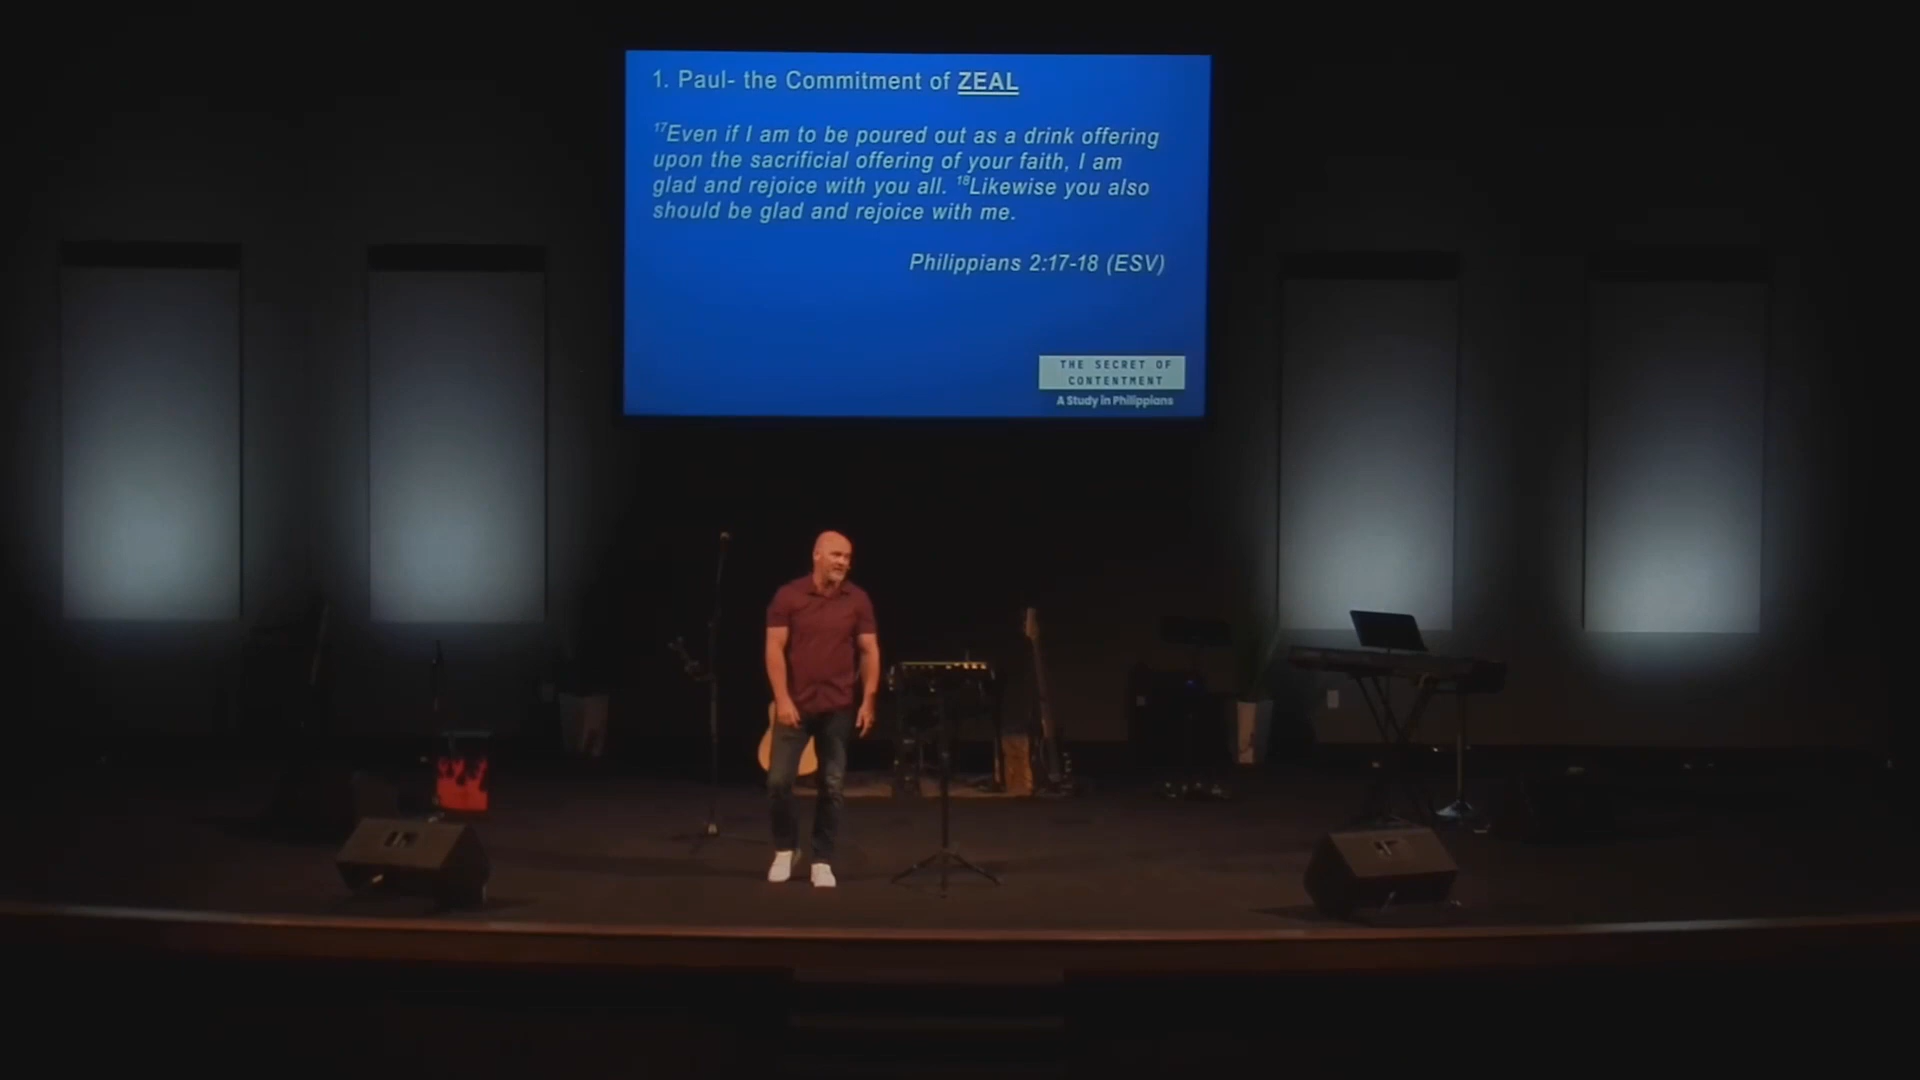 1. Paul- the Commitment of ZEAL
17Even if I am to be poured out as a drink offering
upon the sacrificial offering of your faith, I am
glad and rejoice with you all. 18Likewise you also
should be glad and rejoice with me.
Philippians 2:17-18 (ESV)
THE SECRET OF
CONTENTMENT
A Study in Philippians